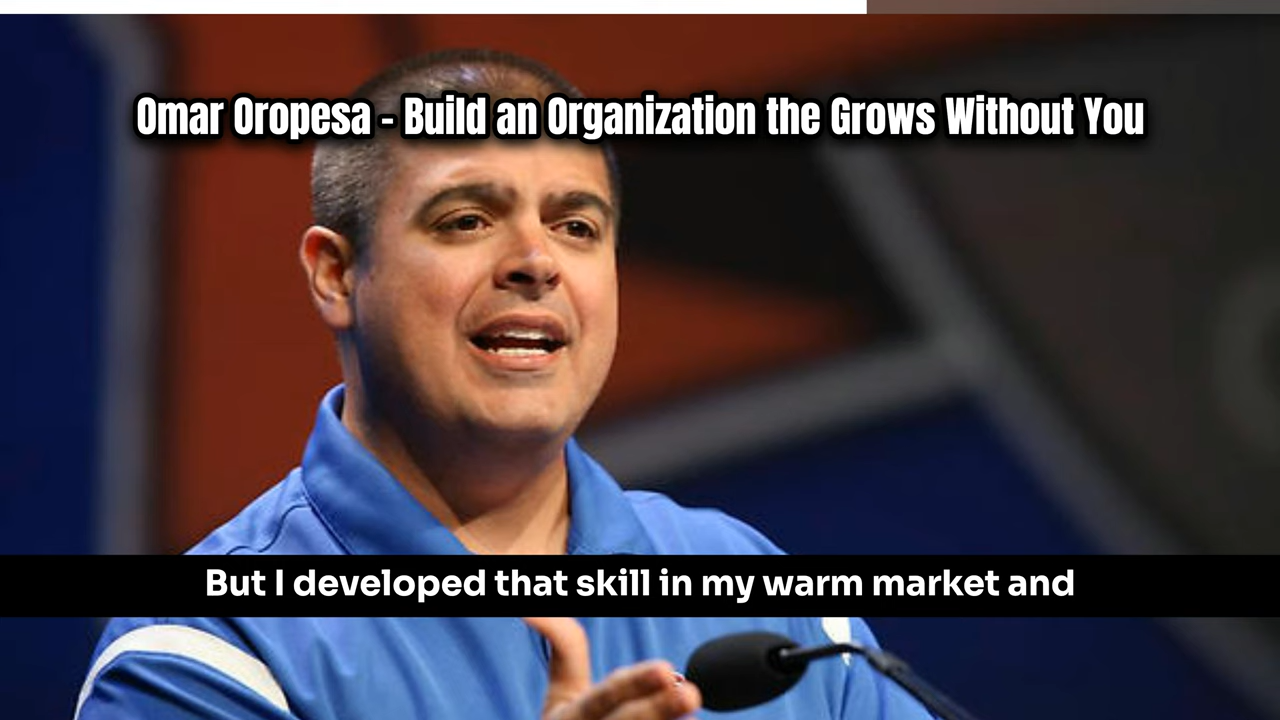 Omar Oropesa - Build an Organization the Grows Without You
But I developed that skill in my warm market and